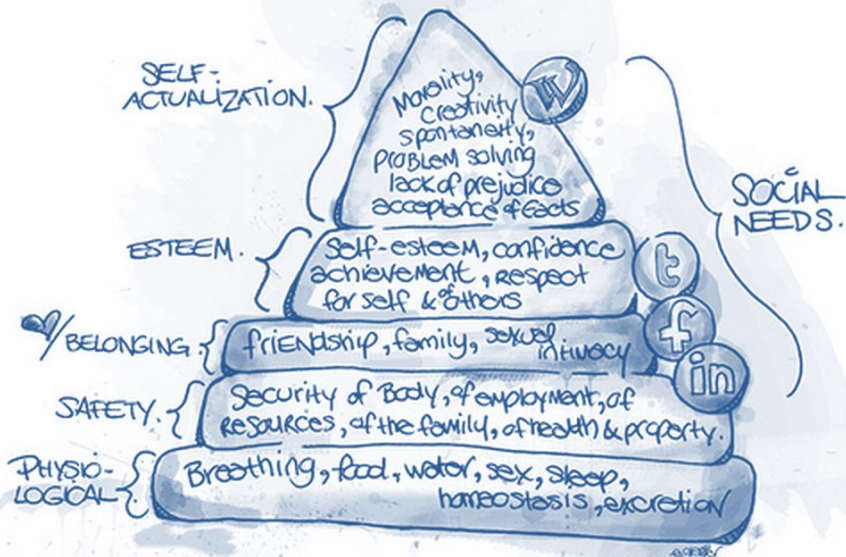 SELF-
ACTUALIZATION.
Morality,
creativity
spontaneity,
PROBLEM solving
lack of prejudice
acceptance of facts
W
SOCIAL
NEEDS.
ESTEEM.
Self-esteem, confidence
achievement, respect
for self & of others
t
/BELONGING.
friendship, family, sexual
intimacy
f
SAFETY.
Security of Body, of employment, of
resources, of the family, of health & property.
in
PHYSIO-
LOGICAL
Breathing, food, water, sex, sleep,
homeostasis, excretion